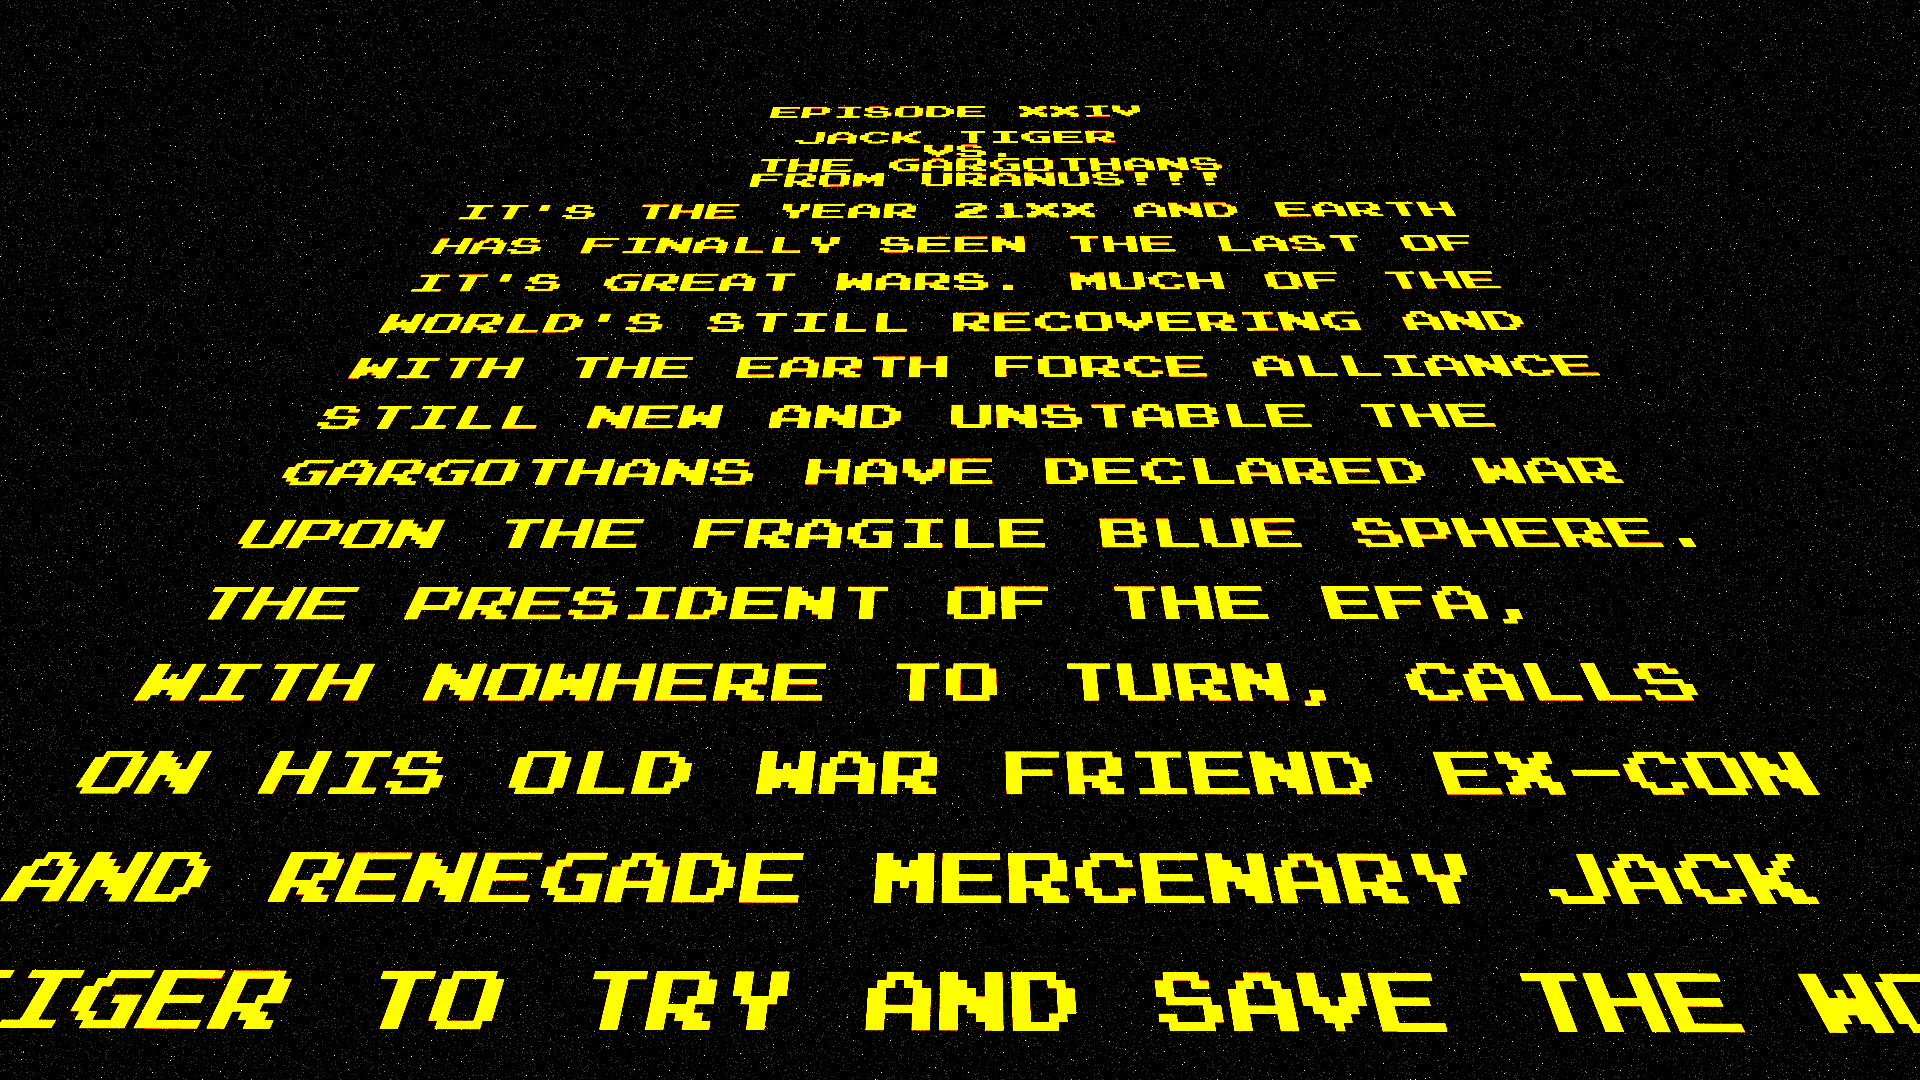 EPISODE XXIV
JACK TIGER
VS.
THE GARGOTHANS
FROM URANUS!!!
IT'S THE YEAR 21XX AND EARTH
HAS FINALLY SEEN THE LAST OF
IT'S GREAT WARS. MUCH OF THE
WORLD'S STILL RECOVERING AND
WITH THE EARTH FORCE ALLIANCE
STILL NEW AND UNSTABLE THE
GARGOTHANS HAVE DECLARED WAR
UPON THE FRAGILE BLUE SPHERE.
THE PRESIDENT OF THE EFA,
WITH NOWHERE TO TURN, CALLS
ON HIS OLD WAR FRIEND EX-CON
AND RENEGADE MERCENARY JACK
IGER TO TRY AND SAVE THE WO